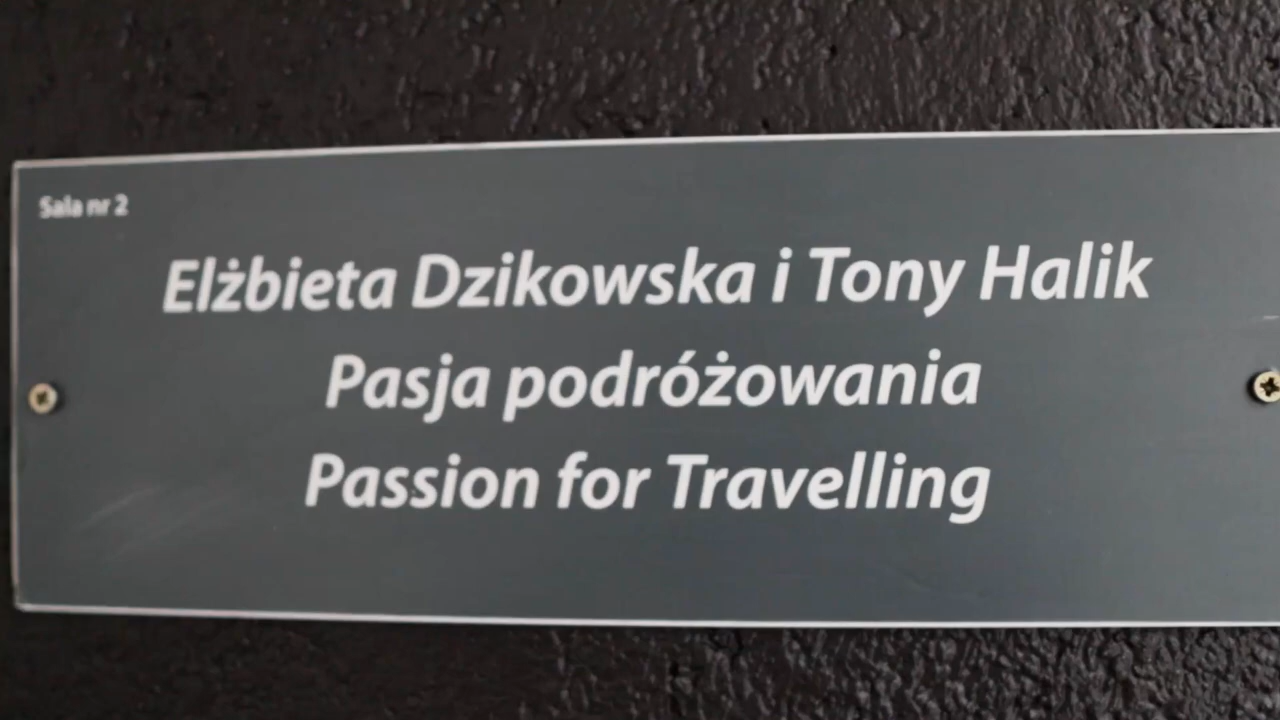 Sala nr 2
Elżbieta Dzikowska i Tony Halik
Pasja podróżowania
Passion for Travelling